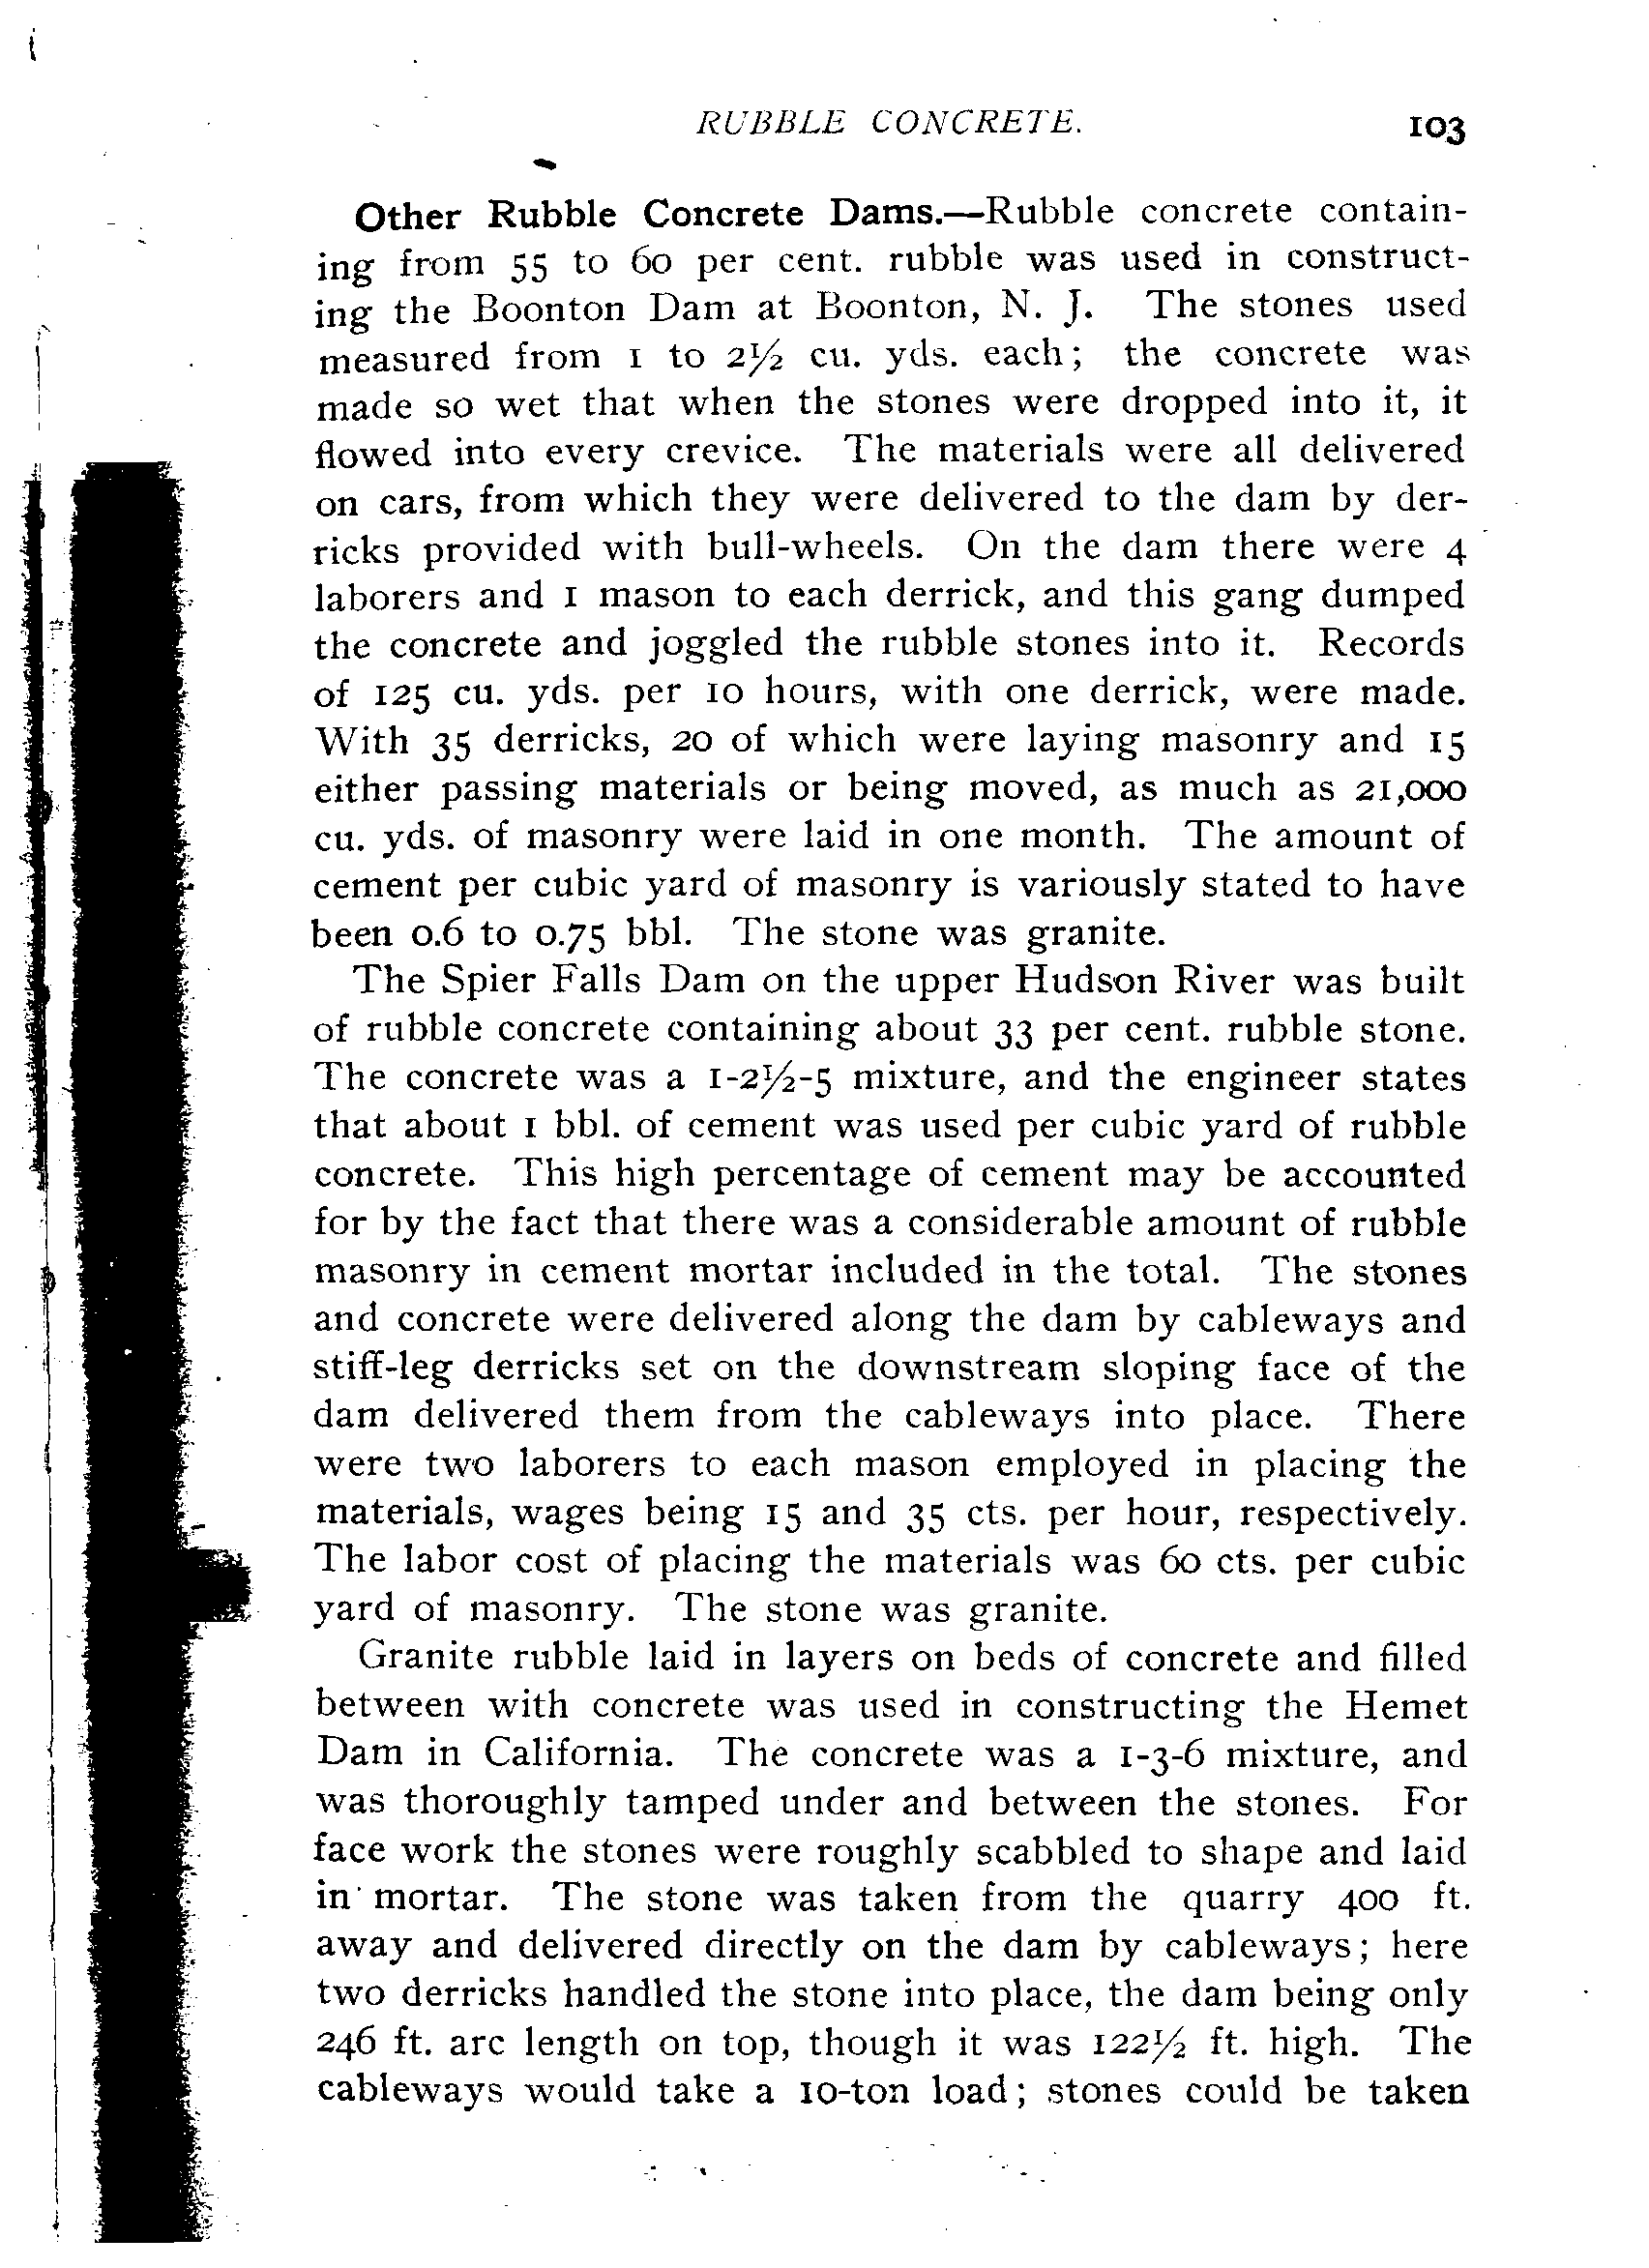 RUBBLE CONCRETE. 103
Other Rubble Concrete Dams.—Rubble concrete contain-
ing from 55 to 60 per cent. rubble was used in construct-
ing the Boonton Dam at Boonton, N. J. The stones used
measured from 1 to 2½ cu. yds. each; the concrete was
made so wet that when the stones were dropped into it, it
flowed into every crevice. The materials were all delivered
on cars, from which they were delivered to the dam by der-
ricks provided with bull-wheels. On the dam there were 4
laborers and 1 mason to each derrick, and this gang dumped
the concrete and joggled the rubble stones into it. Records
of 125 cu. yds. per 10 hours, with one derrick, were made.
With 35 derricks, 20 of which were laying masonry and 15
either passing materials or being moved, as much as 21,000
cu. yds. of masonry were laid in one month. The amount of
cement per cubic yard of masonry is variously stated to have
been 0.6 to 0.75 bbl. The stone was granite.
The Spier Falls Dam on the upper Hudson River was built
of rubble concrete containing about 33 per cent. rubble stone.
The concrete was a 1-2½-5 mixture, and the engineer states
that about 1 bbl. of cement was used per cubic yard of rubble
concrete. This high percentage of cement may be accounted
for by the fact that there was a considerable amount of rubble
masonry in cement mortar included in the total. The stones
and concrete were delivered along the dam by cableways and
stiff-leg derricks set on the downstream sloping face of the
dam delivered them from the cableways into place. There
were two laborers to each mason employed in placing the
materials, wages being 15 and 35 cts. per hour, respectively.
The labor cost of placing the materials was 60 cts. per cubic
yard of masonry. The stone was granite.
Granite rubble laid in layers on beds of concrete and filled
between with concrete was used in constructing the Hemet
Dam in California. The concrete was a 1-3-6 mixture, and
was thoroughly tamped under and between the stones. For
face work the stones were roughly scabbled to shape and laid
in mortar. The stone was taken from the quarry 400 ft.
away and delivered directly on the dam by cableways; here
two derricks handled the stone into place, the dam being only
246 ft. arc length on top, though it was 122½ ft. high. The
cableways would take a 10-ton load; stones could be taken